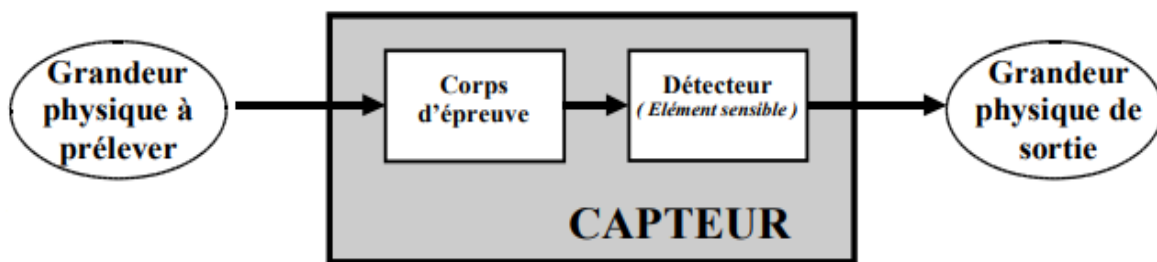 Grandeur
physique à
prélever
Corps
d'épreuve
Détecteur
( Elément sensible )
Grandeur
physique de
sortie
CAPTEUR